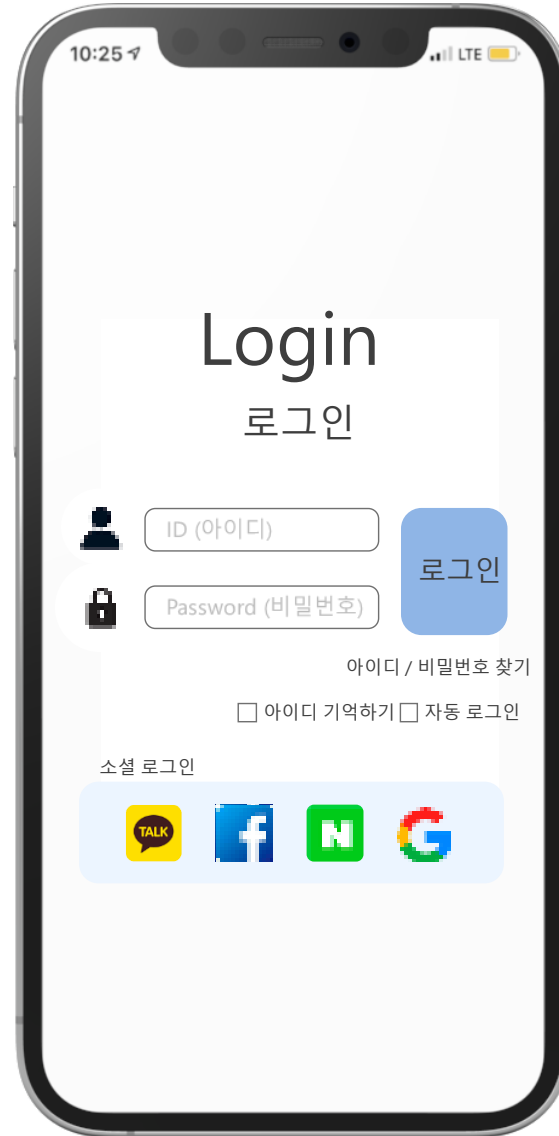 10:25
LTE
Login
로그인
ID (아이디)
로그인
Password (비밀번호)
아이디 / 비밀번호 찾기
아이디 기억하기 자동 로그인
소셜 로그인
TALK
f N G